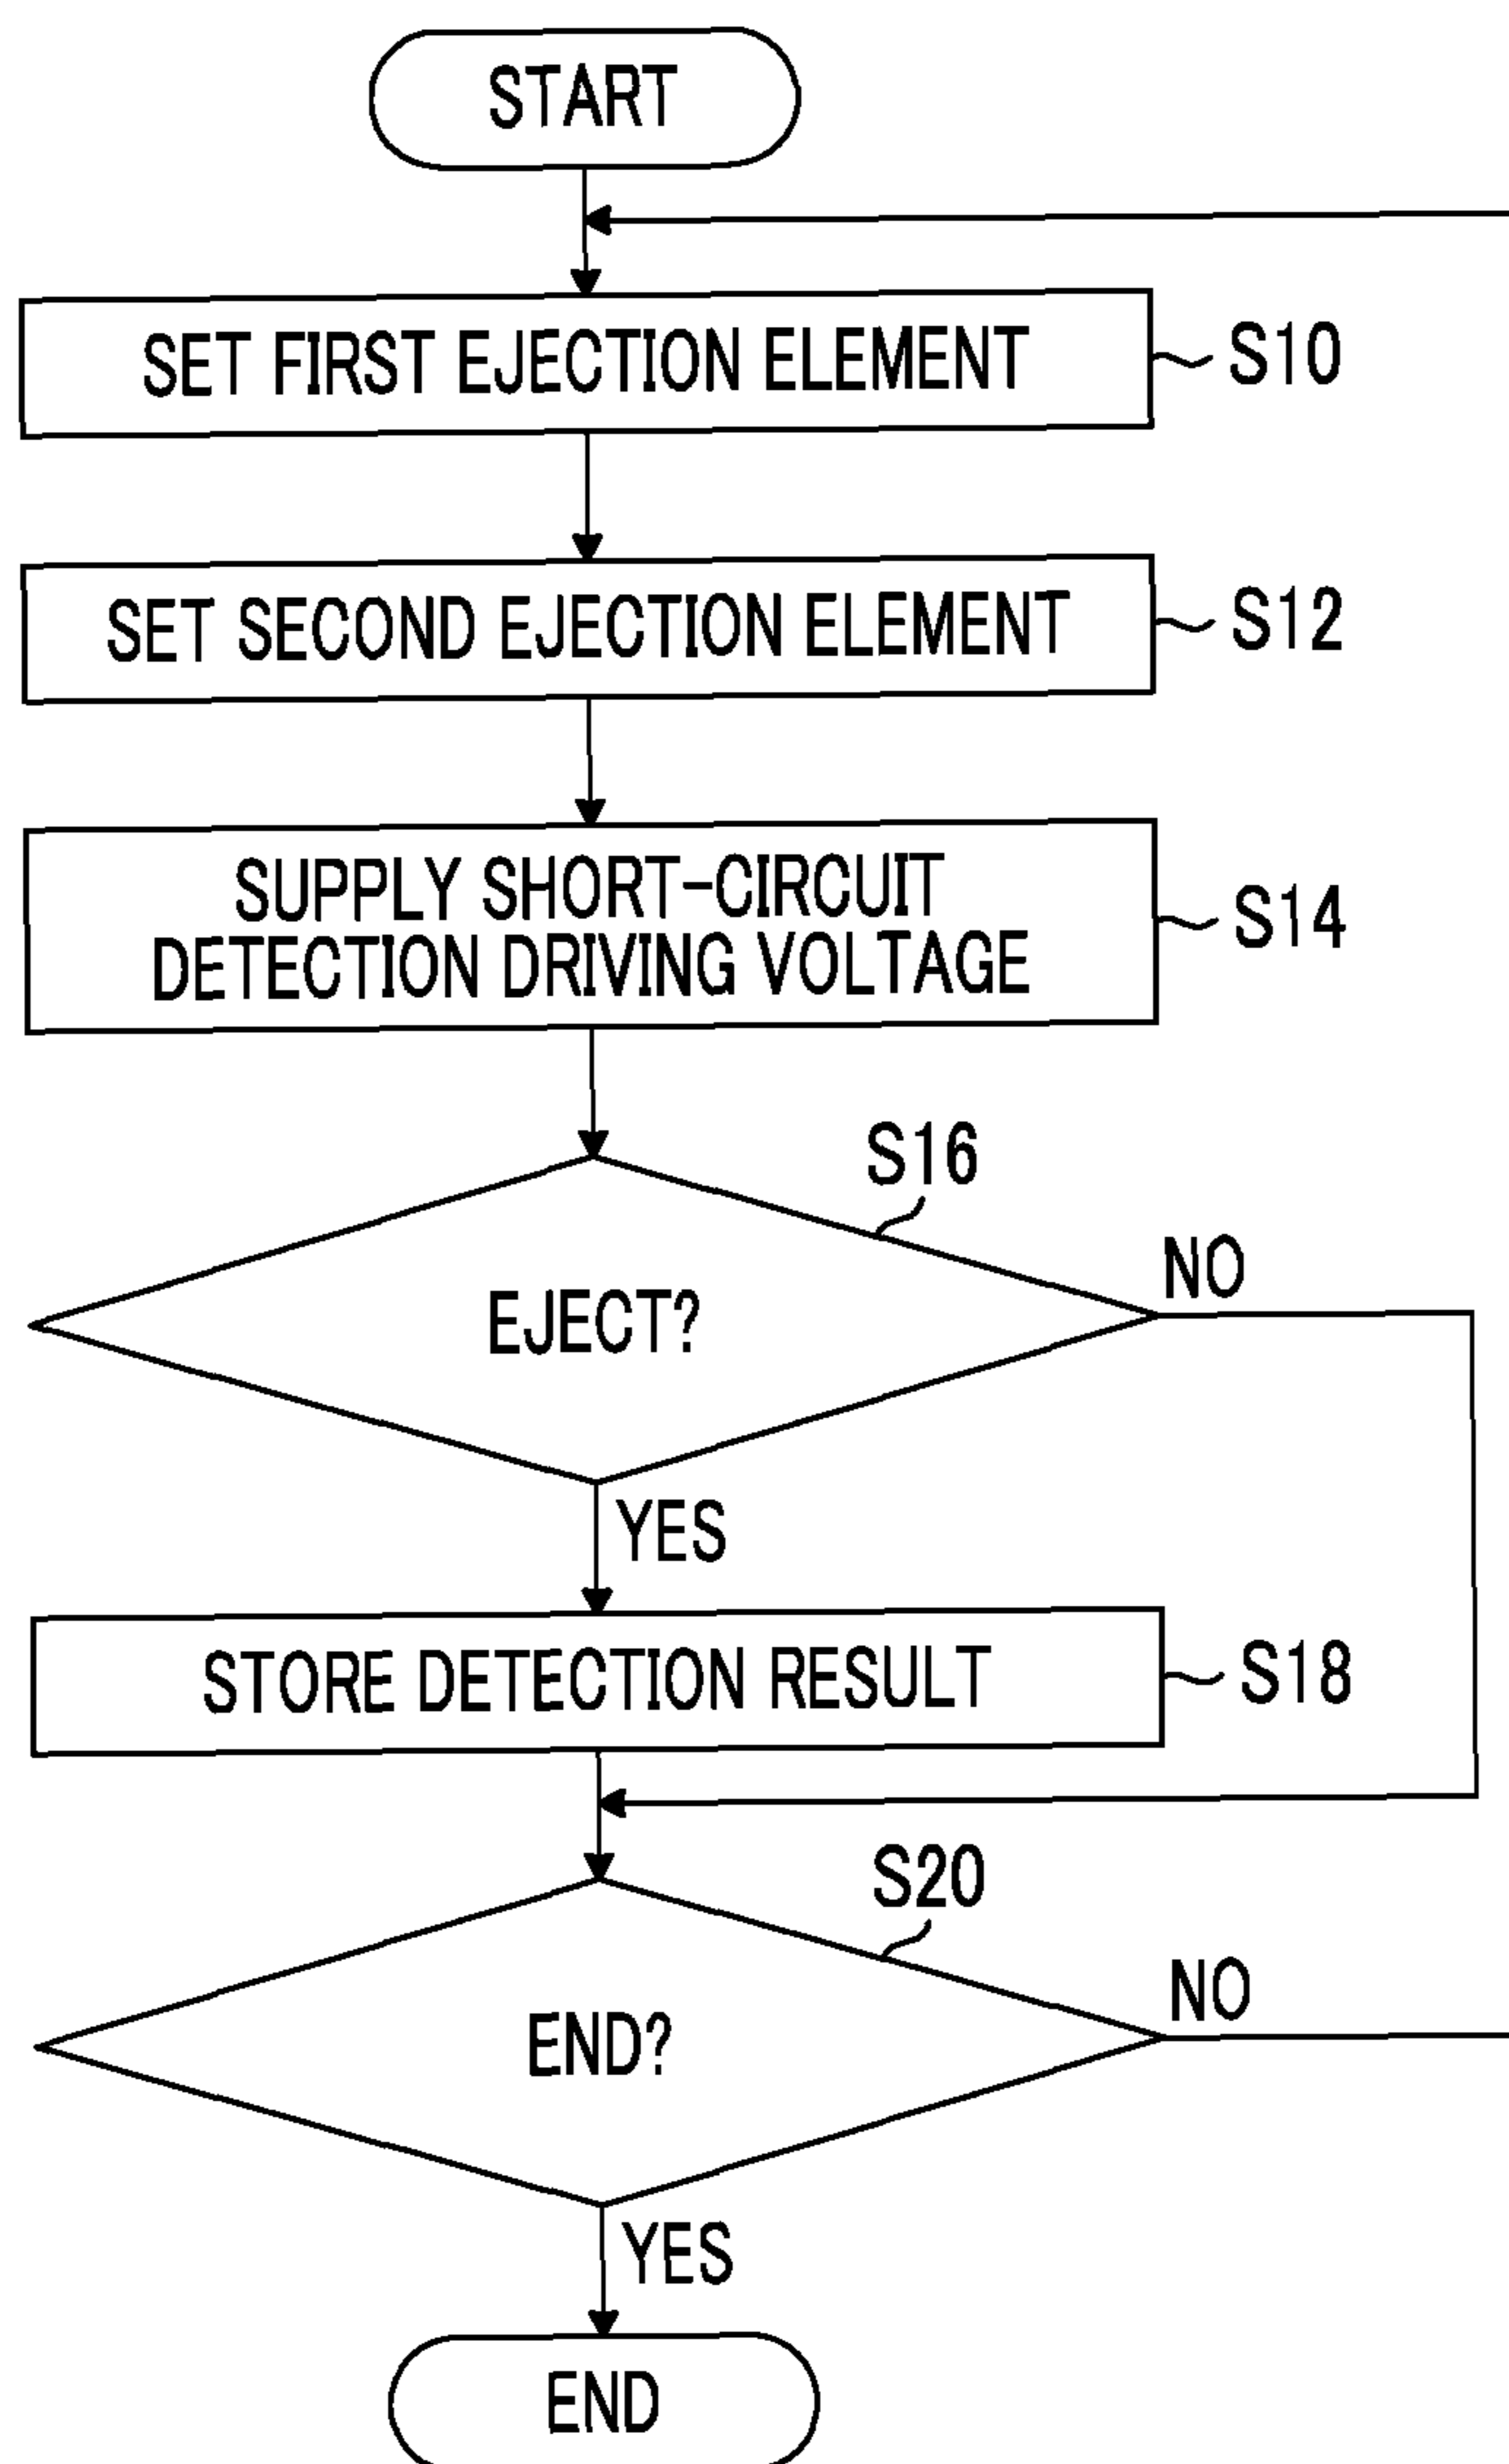 START
SET FIRST EJECTION ELEMENT
S10
SET SECOND EJECTION ELEMENT
S12
SUPPLY SHORT-CIRCUIT
DETECTION DRIVING VOLTAGE
S14
S16
EJECT?
NO
YES
STORE DETECTION RESULT
S18
S20
END?
NO
YES
END